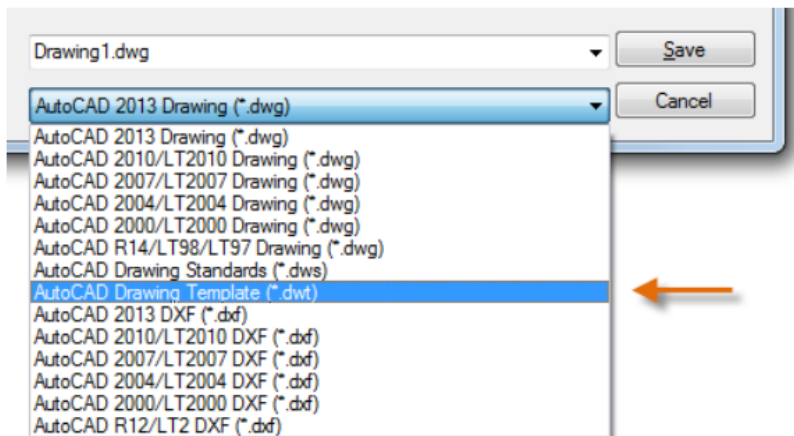 Drawing1.dwg
Save
AutoCAD 2013 Drawing (*.dwg)
Cancel
AutoCAD 2013 Drawing (*.dwg)
AutoCAD 2010/LT2010 Drawing (*.dwg)
AutoCAD 2007/LT2007 Drawing (*.dwg)
AutoCAD 2004/LT2004 Drawing (*.dwg)
AutoCAD 2000/LT2000 Drawing (*.dwg)
AutoCAD R14/LT98/LT97 Drawing (*.dwg)
AutoCAD Drawing Standards (*.dws)
AutoCAD Drawing Template (*.dwt)
AutoCAD 2013 DXF (*.dxf)
AutoCAD 2010/LT2010 DXF (*.dxf)
AutoCAD 2007/LT2007 DXF (*.dxf)
AutoCAD 2004/LT2004 DXF (*.dxf)
AutoCAD 2000/LT2000 DXF (*.dxf)
AutoCAD R12/LT2 DXF (*.dxf)